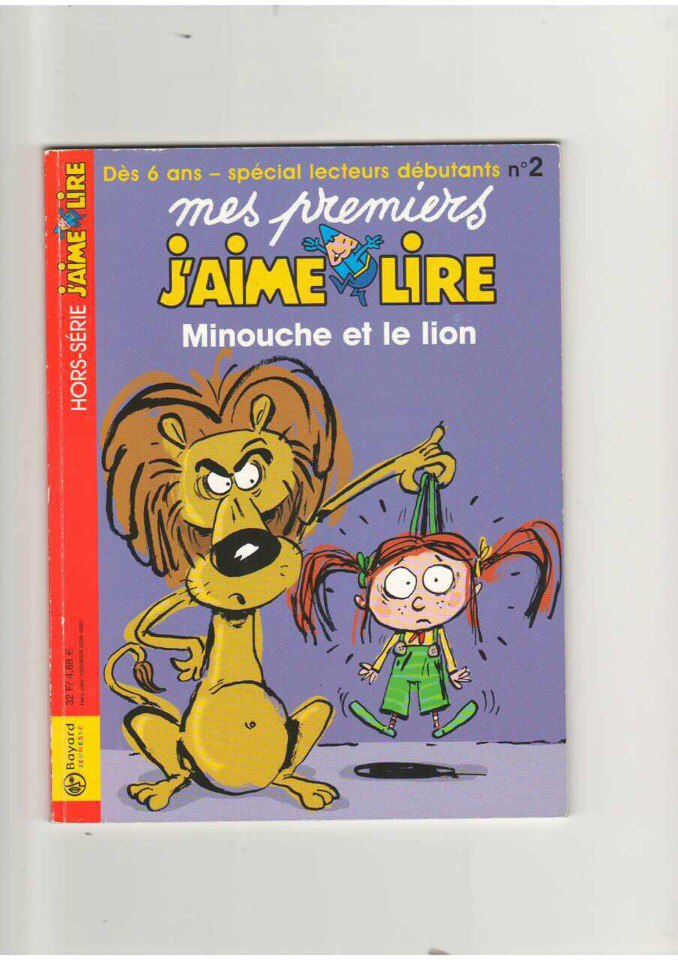 Dès 6 ans – spécial lecteurs débutants n°2
mes premiers
J'AIME LIRE
Minouche et le lion
HORS-SÉRIE J'AIME LIRE
32 F/ 4,88 €
Bayard
JEUNESSE